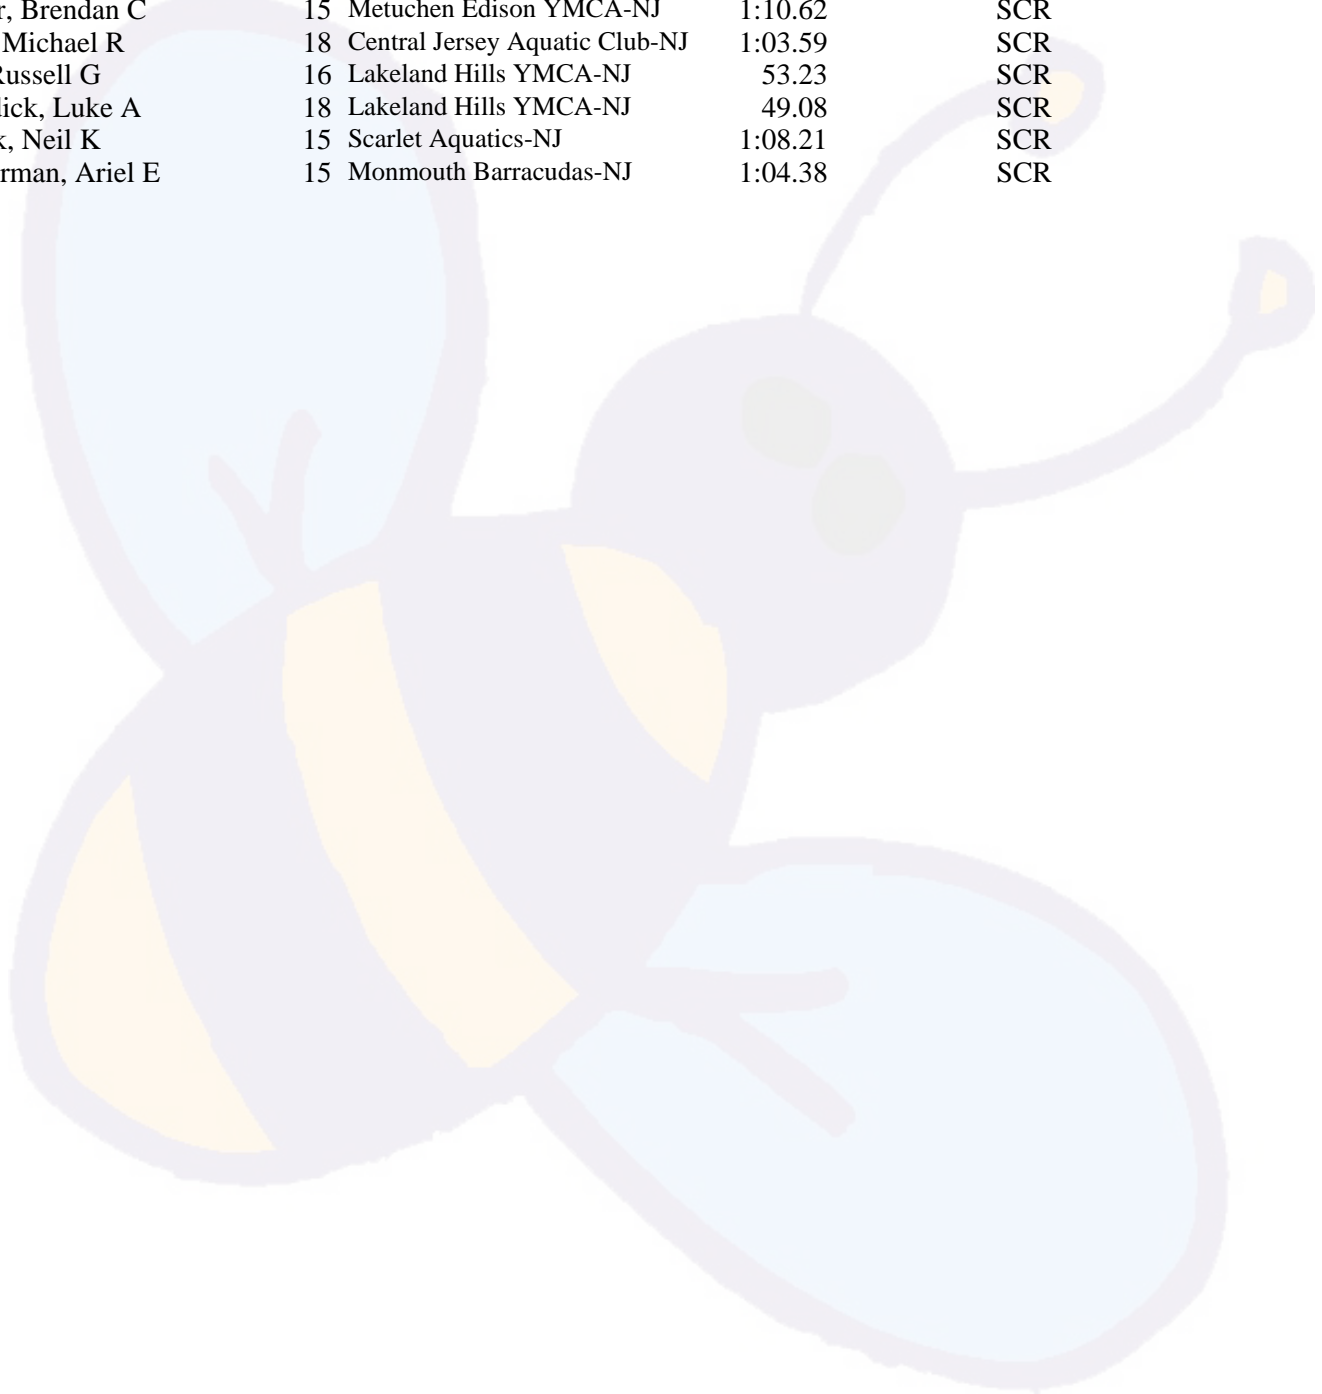 r, Brendan C 15 Metuchen Edison YMCA-NJ 1:10.62 SCR
Michael R 18 Central Jersey Aquatic Club-NJ 1:03.59 SCR
Russell G 16 Lakeland Hills YMCA-NJ 53.23 SCR
lick, Luke A 18 Lakeland Hills YMCA-NJ 49.08 SCR
k, Neil K 15 Scarlet Aquatics-NJ 1:08.21 SCR
rman, Ariel E 15 Monmouth Barracudas-NJ 1:04.38 SCR